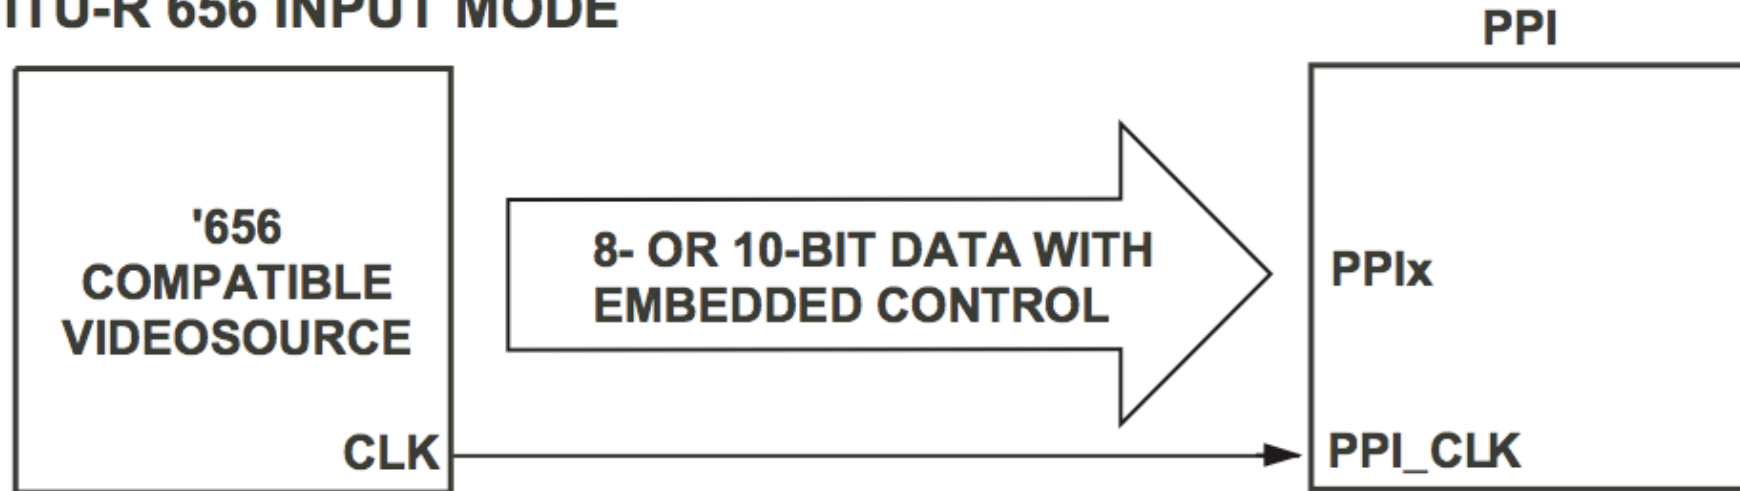 ITU-R 656 INPUT MODE
PPI
'656
COMPATIBLE
VIDEOSOURCE
8- OR 10-BIT DATA WITH
EMBEDDED CONTROL
PPIx
CLK
PPI_CLK